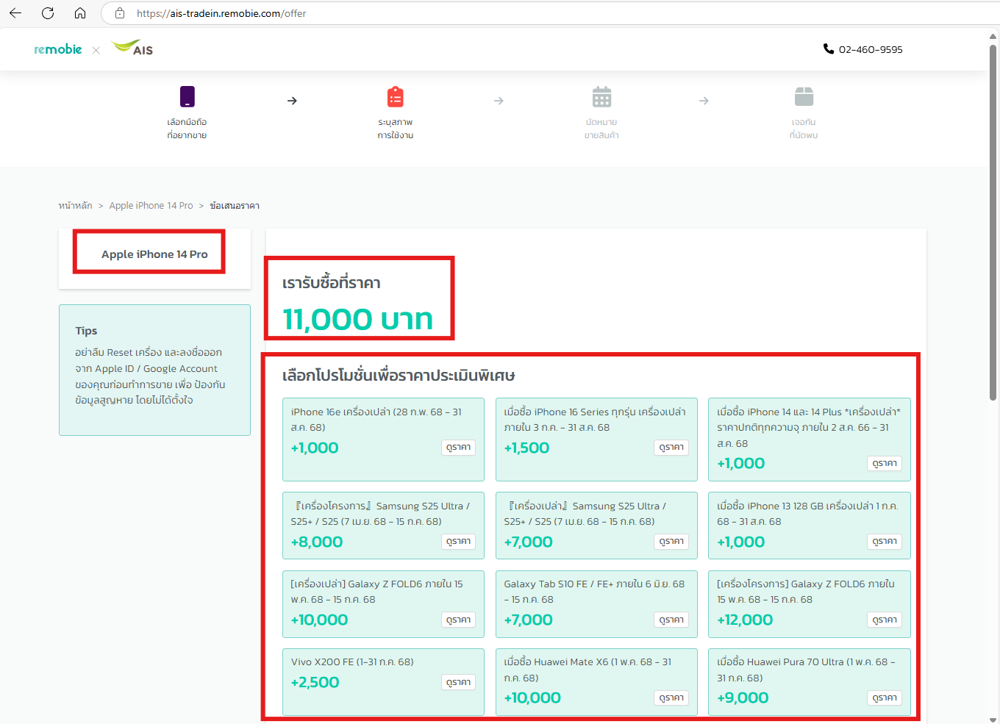 https://ais-tradein.remobie.com/offer
remobie × AIS
02-460-9595
เลือกมือถือ
ที่อยากขาย
ระบุสภาพ
การใช้งาน
นัดหมาย
ขายสินค้า
เจอกัน
ที่นัดพบ
หน้าหลัก > Apple iPhone 14 Pro > ข้อเสนอราคา
Apple iPhone 14 Pro
Tips
อย่าลืม Reset เครื่อง และลงชื่อออก
จาก Apple ID / Google Account
ของคุณก่อนทำการขาย เพื่อ ป้องกัน
ข้อมูลสูญหาย โดยไม่ได้ตั้งใจ
เรารับซื้อที่ราคา
11,000 บาท
เลือกโปรโมชั่นเพื่อราคาประเมินพิเศษ
iPhone 16e เครื่องเปล่า (28 ก.พ. 68 - 31
ส.ค. 68)
+1,000
ดูราคา
เมื่อซื้อ iPhone 16 Series ทุกรุ่น เครื่องเปล่า
ภายใน 3 ก.ค. - 31 ส.ค. 68
+1,500
ดูราคา
เมื่อซื้อ iPhone 14 และ 14 Plus *เครื่องเปล่า*
ราคาปกติทุกความจุ ภายใน 2 ส.ค. 66 - 31
ส.ค. 68
+1,000
ดูราคา
『เครื่องโครงการ』Samsung S25 Ultra /
S25+ / S25 (7 เม.ย. 68 - 15 ก.ค. 68)
+8,000
ดูราคา
『เครื่องเปล่า』Samsung S25 Ultra /
S25+ / S25 (7 เม.ย. 68 - 15 ก.ค. 68)
+7,000
ดูราคา
เมื่อซื้อ iPhone 13 128 GB เครื่องเปล่า 1 ก.ค.
68 - 31 ส.ค. 68
+1,000
ดูราคา
[เครื่องเปล่า] Galaxy Z FOLD6 ภายใน 15
พ.ค. 68 - 15 ก.ค. 68
+10,000
ดูราคา
Galaxy Tab S10 FE / FE+ ภายใน 6 มิ.ย. 68
- 15 ก.ค. 68
+7,000
ดูราคา
[เครื่องโครงการ] Galaxy Z FOLD6 ภายใน
15 พ.ค. 68 - 15 ก.ค. 68
+12,000
ดูราคา
Vivo X200 FE (1-31 ก.ค. 68)
+2,500
ดูราคา
เมื่อซื้อ Huawei Mate X6 (1 พ.ค. 68 - 31
ก.ค. 68)
+10,000
ดูราคา
เมื่อซื้อ Huawei Pura 70 Ultra (1 พ.ค. 68 -
31 ก.ค. 68)
+9,000
ดูราคา